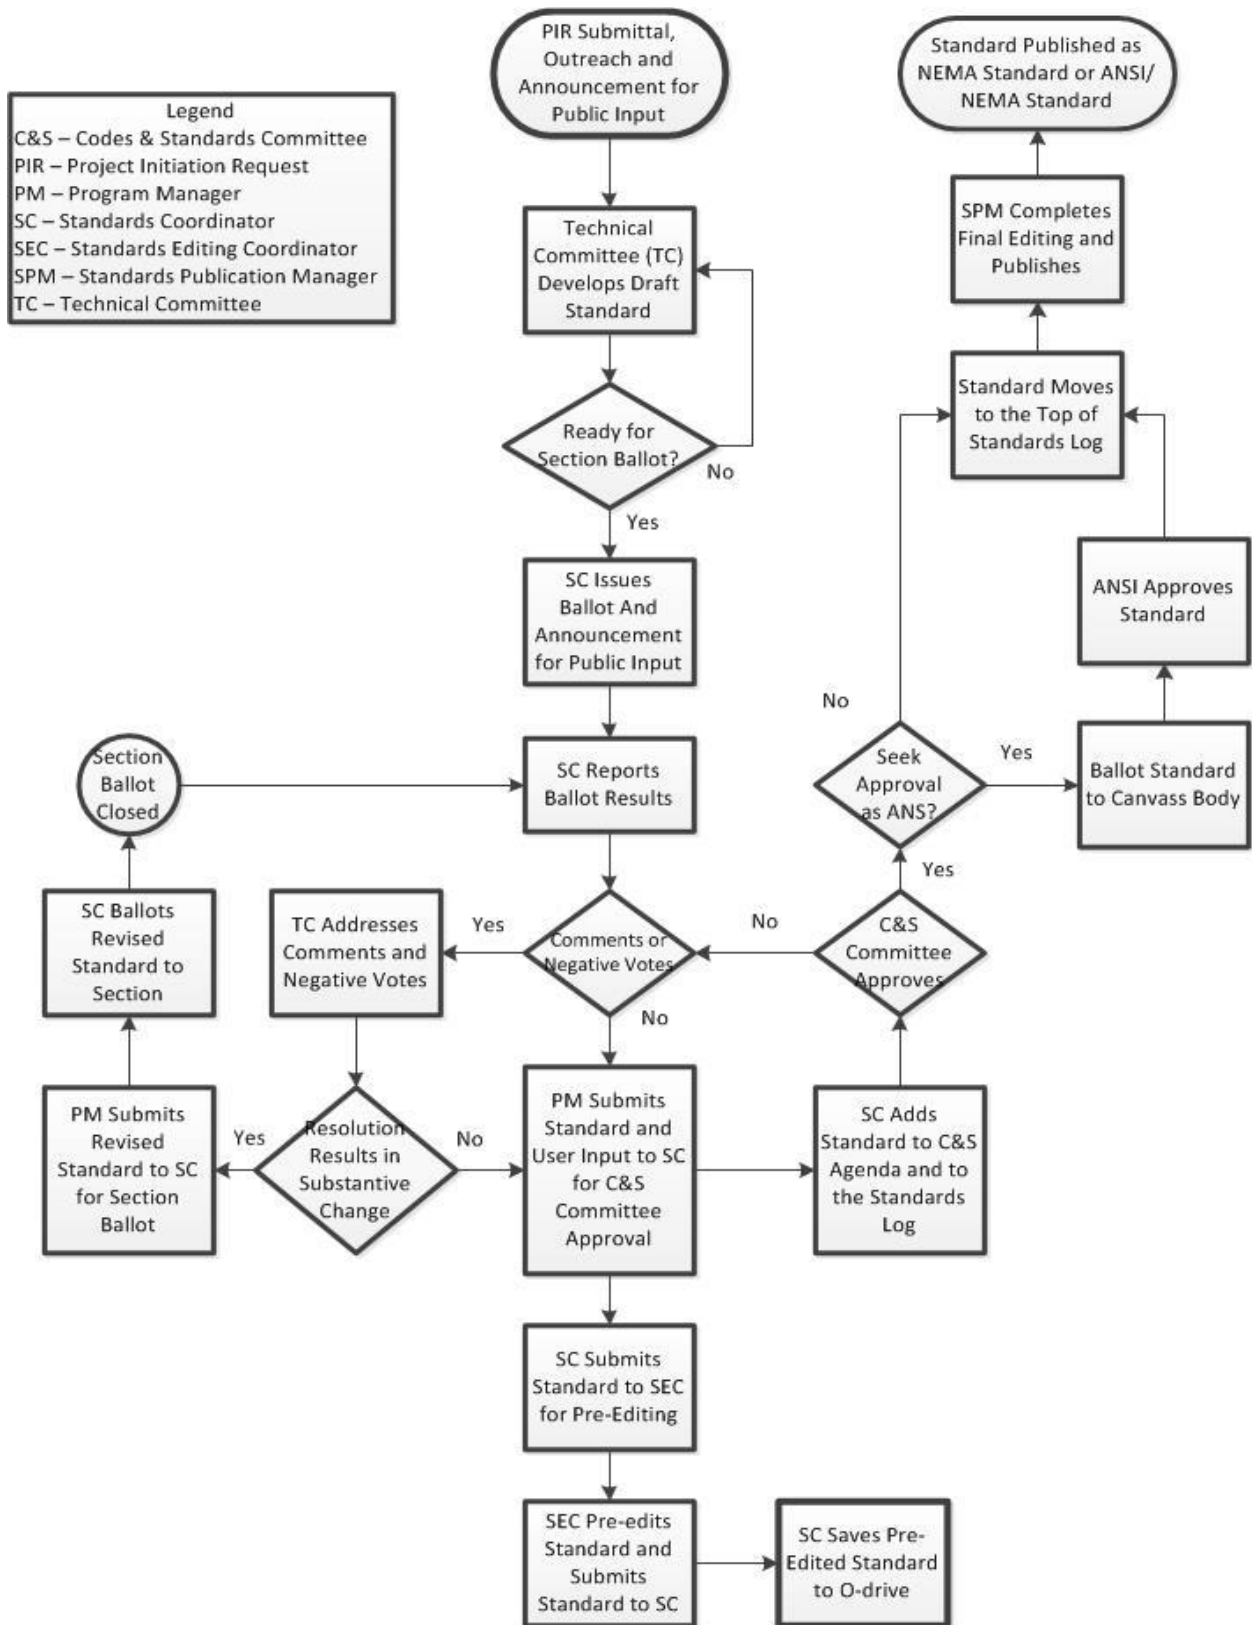 PIR Submittal,
Outreach and
Announcement for
Public Input
Standard Published as
NEMA Standard or ANSI/
NEMA Standard
Legend
C&S – Codes & Standards Committee
PIR – Project Initiation Request
PM – Program Manager
SC – Standards Coordinator
SEC – Standards Editing Coordinator
SPM – Standards Publication Manager
TC – Technical Committee
Technical
Committee (TC)
Develops Draft
Standard
SPM Completes
Final Editing and
Publishes
Standard Moves
to the Top of
Standards Log
Ready for
Section Ballot?
No
Yes
SC Issues
Ballot And
Announcement
for Public Input
ANSI Approves
Standard
No
Section
Ballot
Closed
SC Reports
Ballot Results
Seek
Approval
as ANS?
Yes
Ballot Standard
to Canvass Body
Yes
SC Ballots
Revised
Standard to
Section
TC Addresses
Comments and
Negative Votes
Yes
Comments or
Negative Votes
No
C&S
Committee
Approves
No
PM Submits
Revised
Standard to SC
for Section
Ballot
Yes
Resolution
Results in
Substantive
Change
No
PM Submits
Standard and
User Input to SC
for C&S
Committee
Approval
SC Adds
Standard to C&S
Agenda and to
the Standards
Log
SC Submits
Standard to SEC
for Pre-Editing
SEC Pre-edits
Standard and
Submits
Standard to SC
SC Saves Pre-
Edited Standard
to O-drive